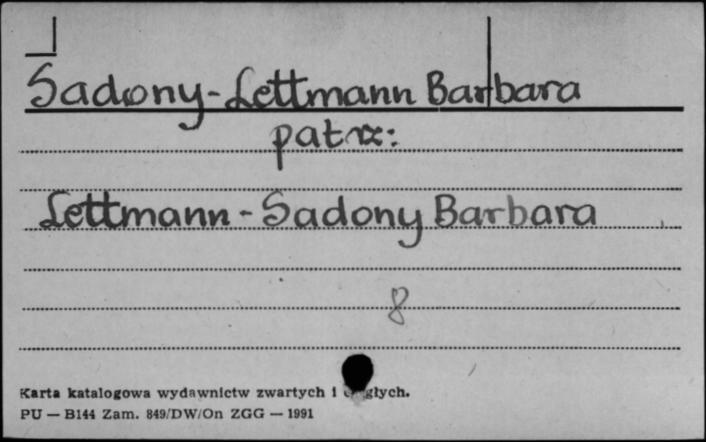 Sadony-Lettmann Barbara
patrz:
Lettmann-Sadony Barbara
8
Karta katalogowa wydawnictw zwartych i głych.
PU — B144 Zam. 849/DW/On ZGG — 1991